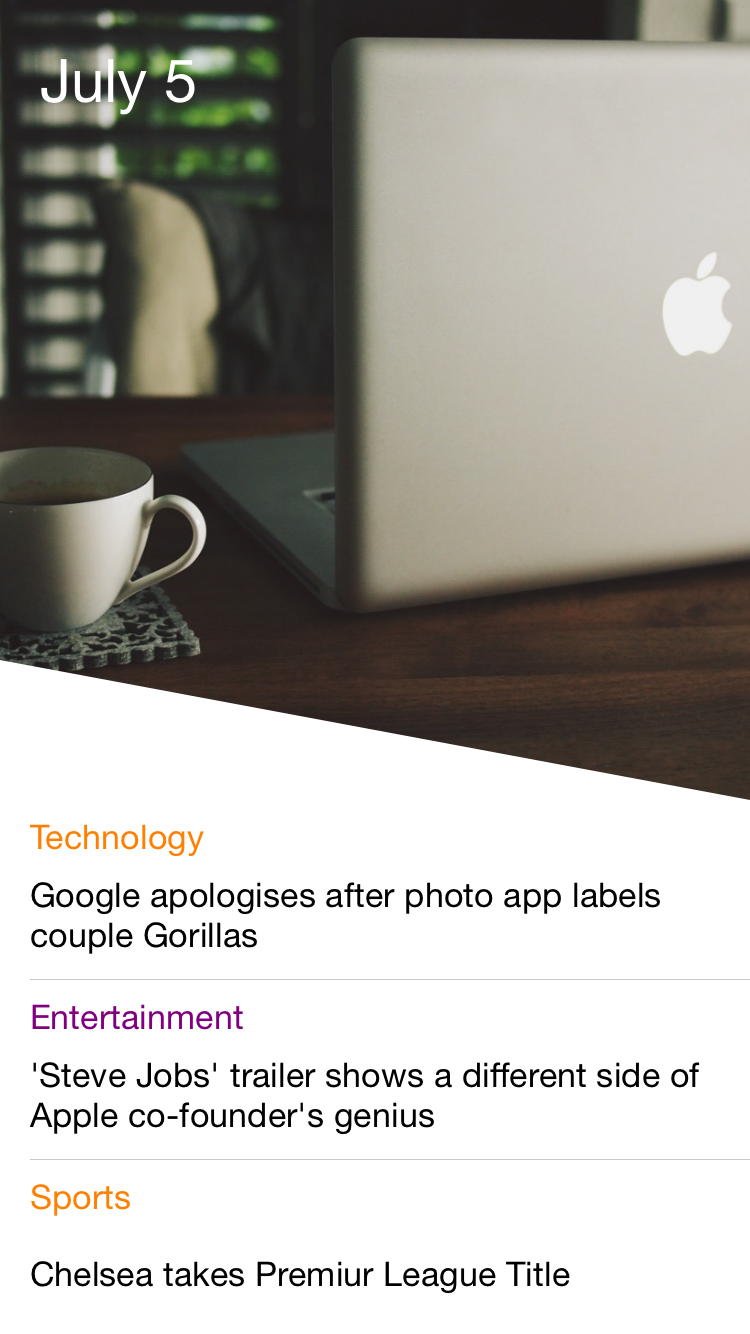 July 5
Technology
Google apologises after photo app labels
couple Gorillas
Entertainment
'Steve Jobs' trailer shows a different side of
Apple co-founder's genius
Sports
Chelsea takes Premiur League Title